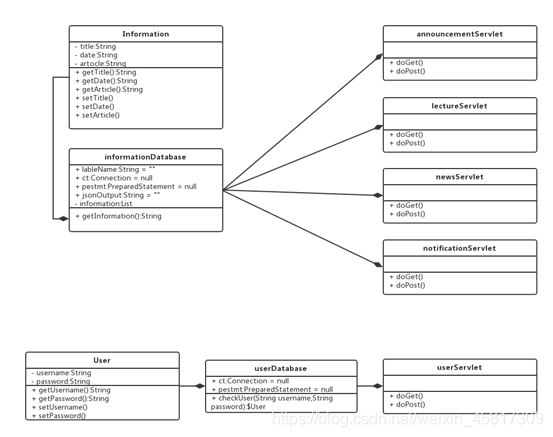 Information
- title:String
- date:String
- artocle:String
+ getTitle():String
+ getDate():String
+ getArticle():String
+ setTitle()
+ setDate()
+ setArticle()
informationDatabase
+ lableName:String = ""
+ ct:Connection = null
+ pestmt:PreparedStatement = null
+ jsonOutput:String = ""
- information:List
+ getInformation():String
announcementServlet
+ doGet()
+ doPost()
lectureServlet
+ doGet()
+ doPost()
newsServlet
+ doGet()
+ doPost()
notificationServlet
+ doGet()
+ doPost()
User
- username:String
- password:String
+ getUsername():String
+ getPassword():String
+ setUsername()
+ setPassword()
userDatabase
+ ct:Connection = null
+ pestmt:PreparedStatement = null
+ checkUser(String username,String
password):$User
userServlet
+ doGet()
+ doPost()
https://blog.csdn.net/weixin_45817309